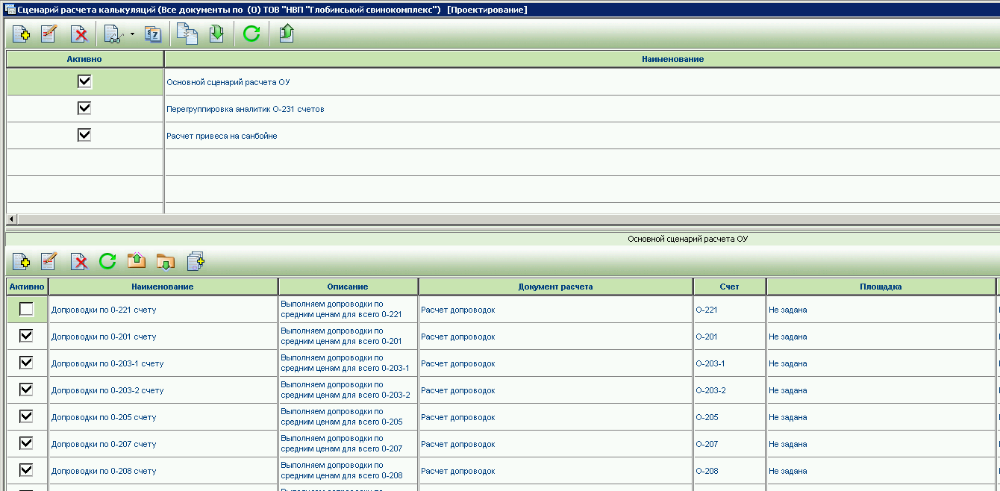 Сценарий расчета калькуляций (Все документы по (О) ТОВ "НВП "Глобинський свинокомплекс") [Проектирование]
Активно Наименование
Основной сценарий расчета ОУ
Перегруппировка аналитик О-231 счетов
Расчет привеса на санбойне
Основной сценарий расчета ОУ
Активно Наименование Описание Документ расчета Счет Площадка
Допроводки по 0-221 счету Выполняем допроводки по средним ценам для всего 0-221 Расчет допроводок О-221 Не задана
Допроводки по 0-201 счету Выполняем допроводки по средним ценам для всего 0-201 Расчет допроводок О-201 Не задана
Допроводки по 0-203-1 счету Выполняем допроводки по средним ценам для всего 0-203-1 Расчет допроводок О-203-1 Не задана
Допроводки по 0-203-2 счету Выполняем допроводки по средним ценам для всего 0-203-2 Расчет допроводок О-203-2 Не задана
Допроводки по 0-205 счету Выполняем допроводки по средним ценам для всего 0-205 Расчет допроводок О-205 Не задана
Допроводки по 0-207 счету Выполняем допроводки по средним ценам для всего 0-207 Расчет допроводок О-207 Не задана
Допроводки по 0-208 счету Выполняем допроводки по средним ценам для всего 0-208 Расчет допроводок О-208 Не задана